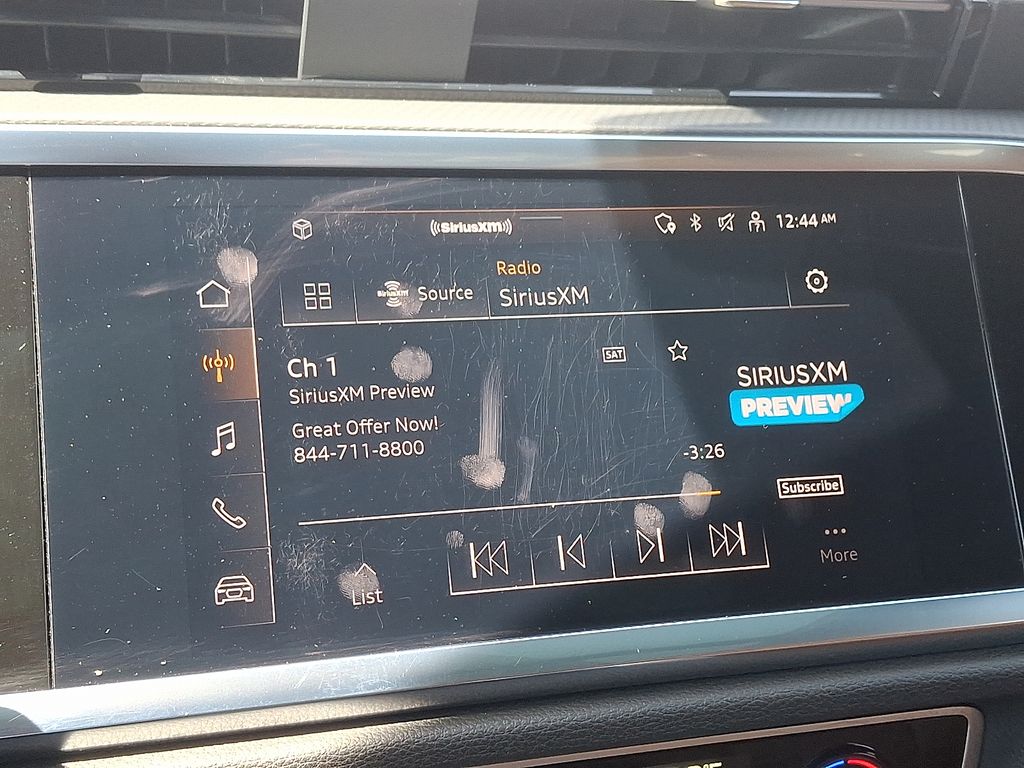 ((SiriusXM))
12:44 AM
Radio
SiriusXM Source
SiriusXM
SAT
Ch 1
SiriusXM Preview
SIRIUSXM
PREVIEW
Great Offer Now!
844-711-8800
-3:26
Subscribe
List
More